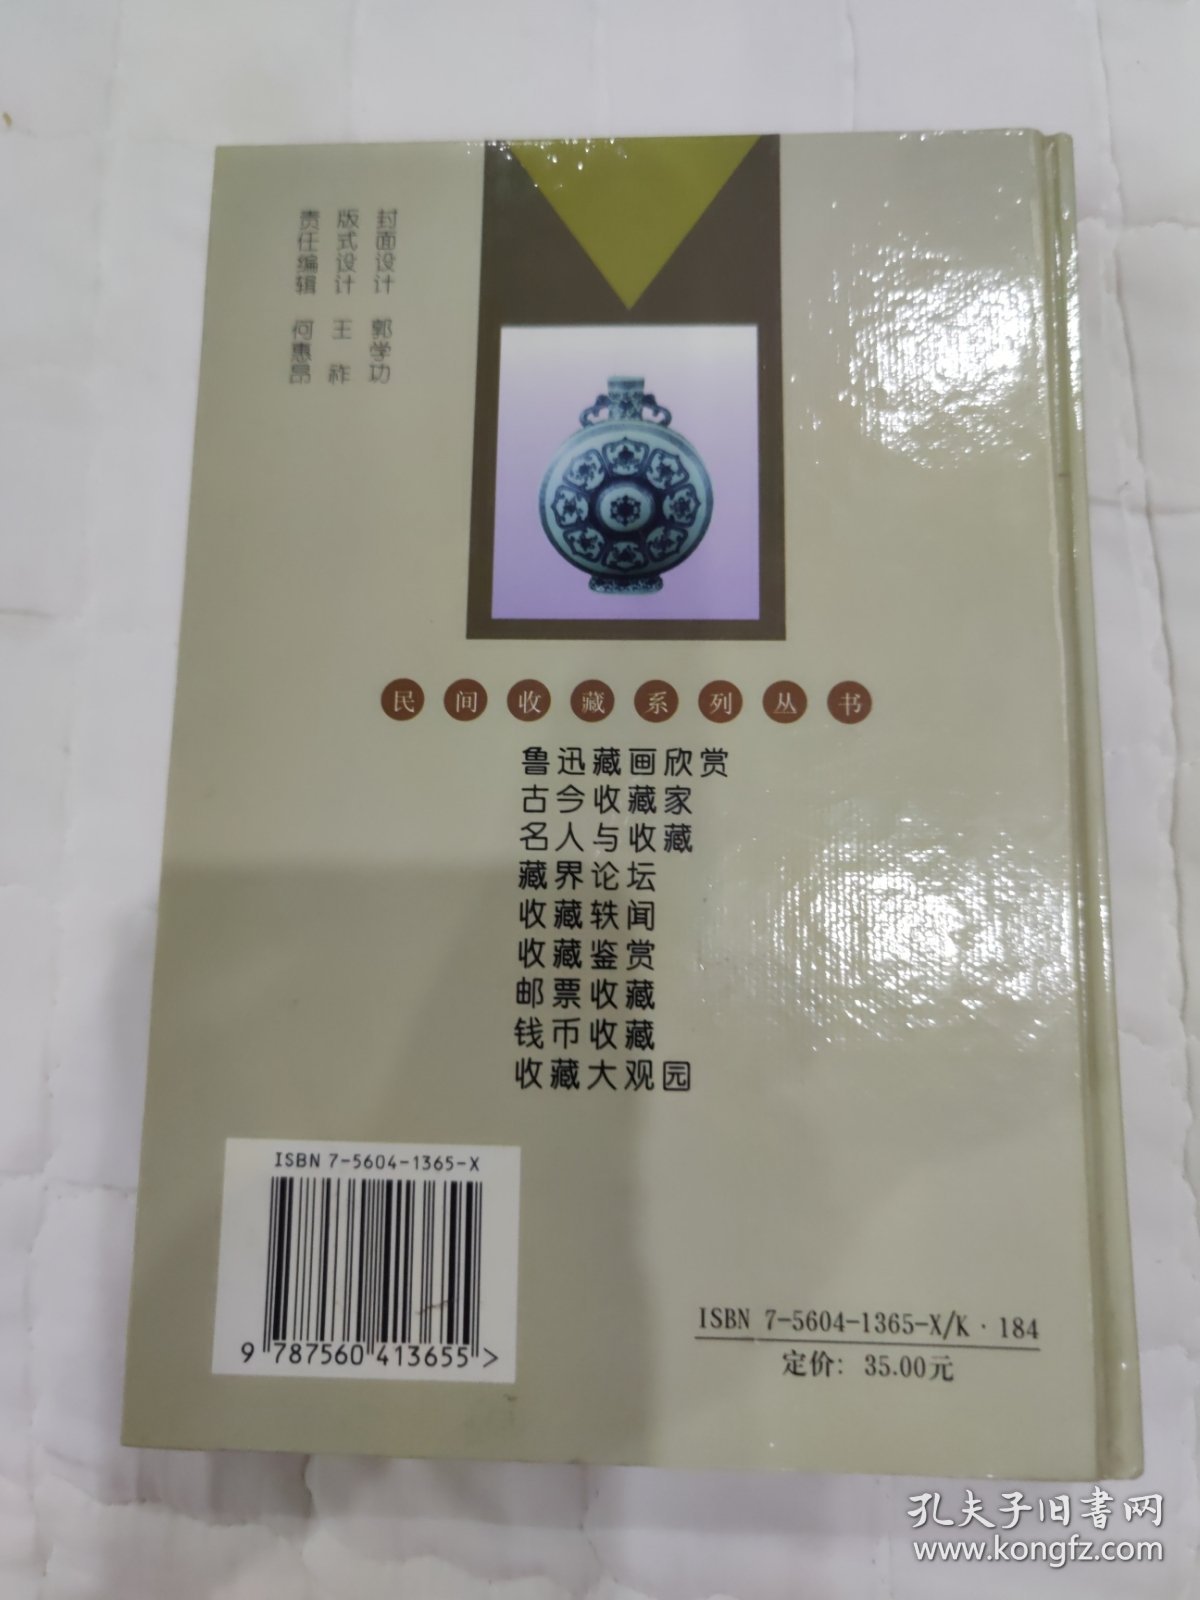 封面设计 郭学功
版式设计 王祚
责任编辑 何惠昂
民间收藏系列丛书
鲁迅藏画欣赏
古今收藏家
名人与收藏
藏界论坛
收藏轶闻
收藏鉴赏
邮票收藏
钱币收藏
收藏大观园
ISBN 7-5604-1365-X
9 787560 413655 >
ISBN 7-5604-1365-X/K·184
定价: 35.00元
孔夫子旧书网
www.kongfz.com